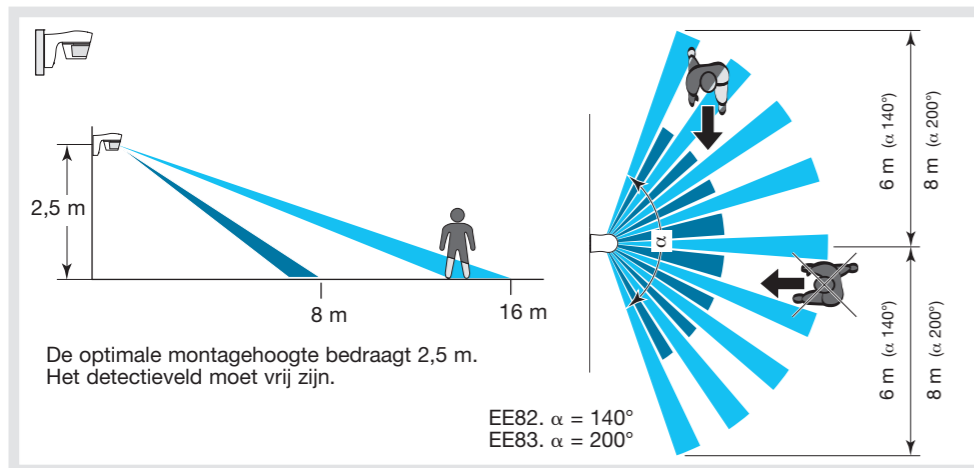 2,5 m
8 m
16 m
De optimale montagehoogte bedraagt 2,5 m.
Het detectieveld moet vrij zijn.
α
EE82. α = 140°
EE83. α = 200°
6 m (α 140°)
8 m (α 200°)
6 m (α 140°)
8 m (α 200°)